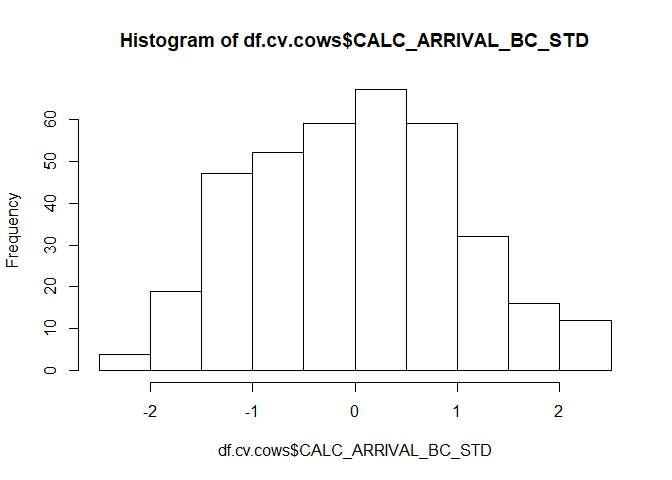 Histogram of df.cv.cows$CALC_ARRIVAL_BC_STD
Frequency
60
50
40
30
20
10
0
-2 -1 0 1 2
df.cv.cows$CALC_ARRIVAL_BC_STD